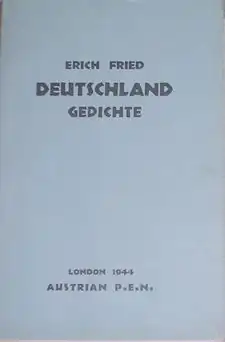 ERICH FRIED
DEUTSCHLAND
GEDICHTE
LONDON 1944
AUSTRIAN P.E.N.